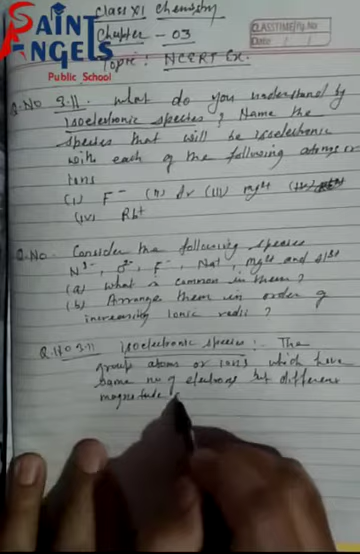 SAINT
ANGELS
Public School
Class XI Chemistry
Chapter - 03
Topic: NCERT Ex.
CLASSTIME/Pg.No.
Date / /
Q.No 3.11. What do you understand by
isoelectronic species? Name the
species that will be isoelectronic
with each of the following atoms or
Ions
(i) F- (ii) Ar (iii) Mg2+
(iv) Rb+
Q.No. Consider the following species
N3-, O2-, F-, Na+, Mg2+ and Al3+
(a) What is common in them?
(b) Arrange them in order of
increasing Ionic radii?
Q.NO 3.11 isoelectronic species:- The
group atoms or ions which have
same no of electrons but different
magnitude